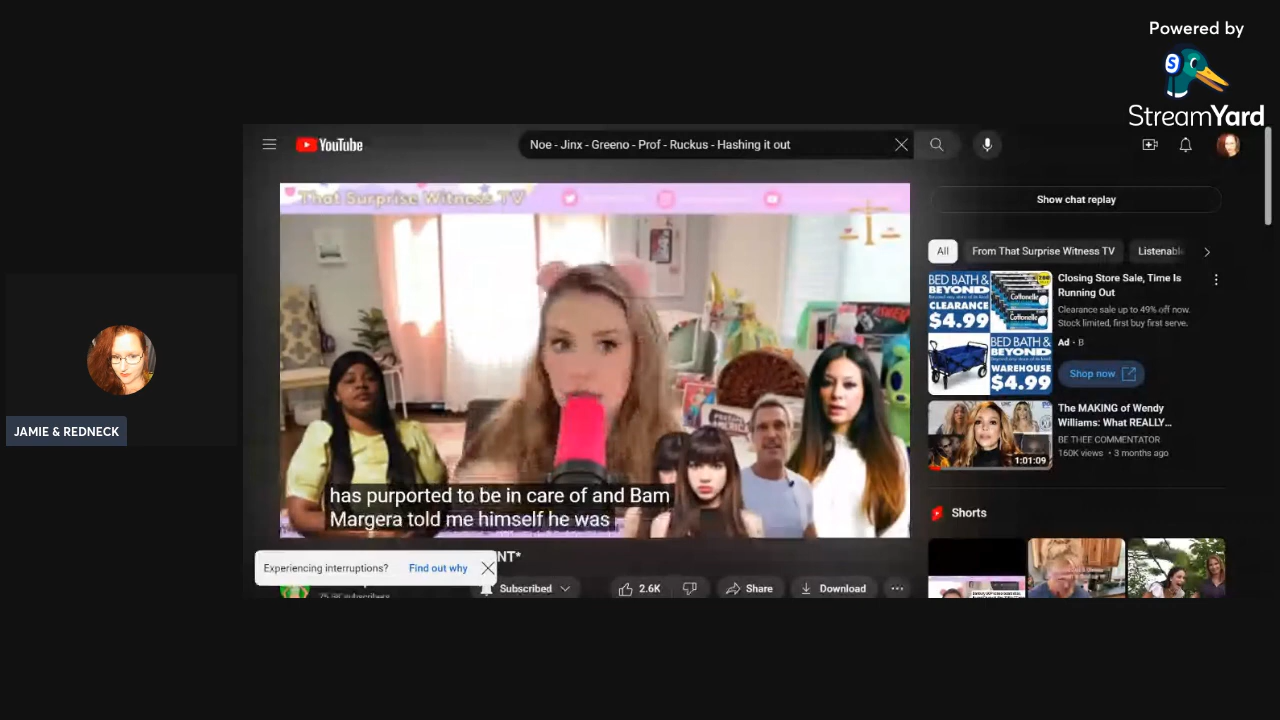 Powered by
StreamYard
YouTube
Noe - Jinx - Greeno - Prof - Ruckus - Hashing it out
That Surprise Witness TV
has purported to be in care of and Bam
Margera told me himself he was
JAMIE & REDNECK
NT*
Experiencing interruptions? Find out why
Subscribed
2.6K
Share
Download
Show chat replay
All
From That Surprise Witness TV
Listenabl
BED BATH &
BEYOND
CLEARANCE
$4.99
Cottonelle
BED BATH &
BEYOND
WAREHOUSE
$4.99
Closing Store Sale, Time Is
Running Out
Clearance sale up to 49% off now.
Stock limited, first buy first serve.
Ad · B
Shop now
1:01:09
The MAKING of Wendy
Williams: What REALLY...
BE THEE COMMENTATOR
160K views • 3 months ago
Shorts